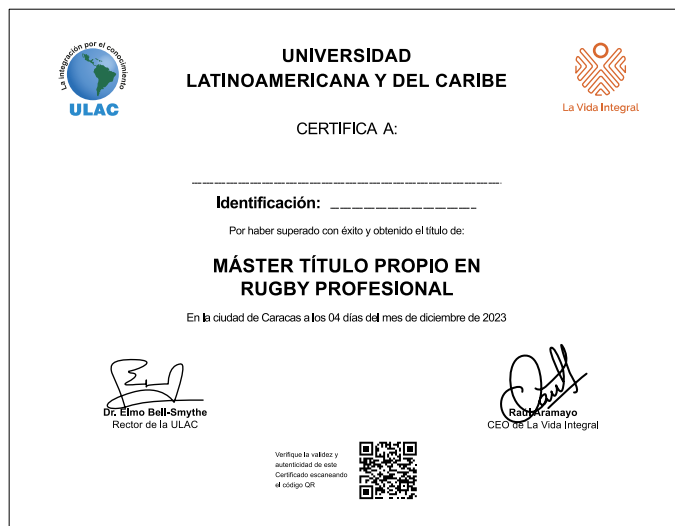 La integración por el conocimiento
ULAC
UNIVERSIDAD
LATINOAMERICANA Y DEL CARIBE
La Vida Integral
CERTIFICA A:
Identificación:
Por haber superado con éxito y obtenido el título de:
MÁSTER TÍTULO PROPIO EN
RUGBY PROFESIONAL
En la ciudad de Caracas a los 04 días del mes de diciembre de 2023
Dr. Elmo Bell-Smythe
Rector de la ULAC
Raúl Aramayo
CEO de La Vida Integral
Verifique la validez y
autenticidad de este
Certificado escaneando
el código QR